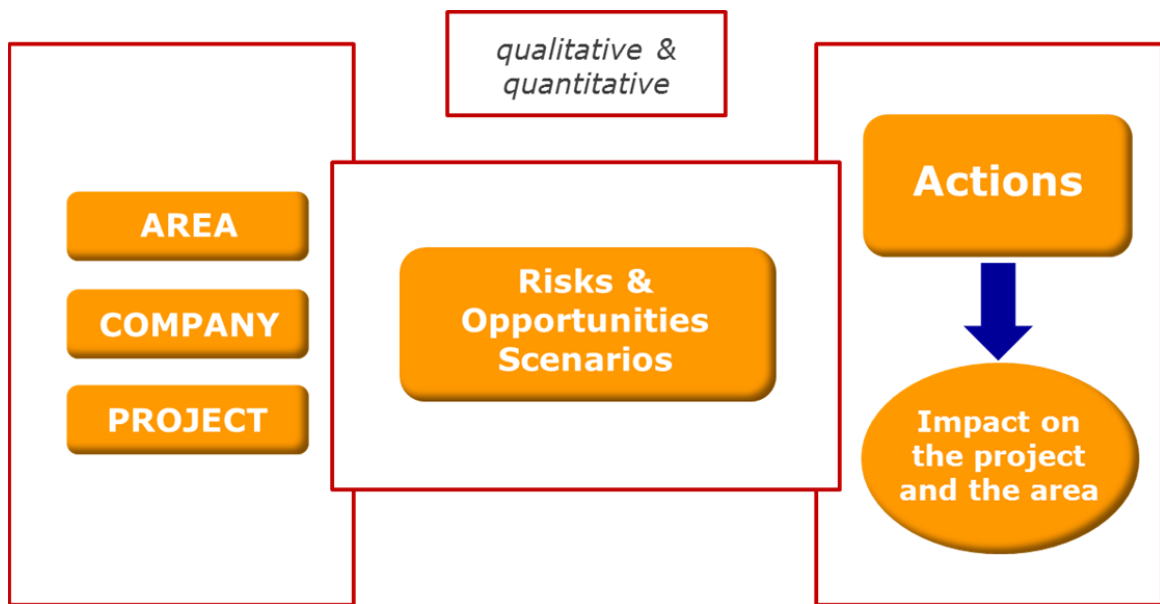 qualitative &
quantitative
AREA
COMPANY
PROJECT
Risks &
Opportunities
Scenarios
Actions
Impact on
the project
and the area